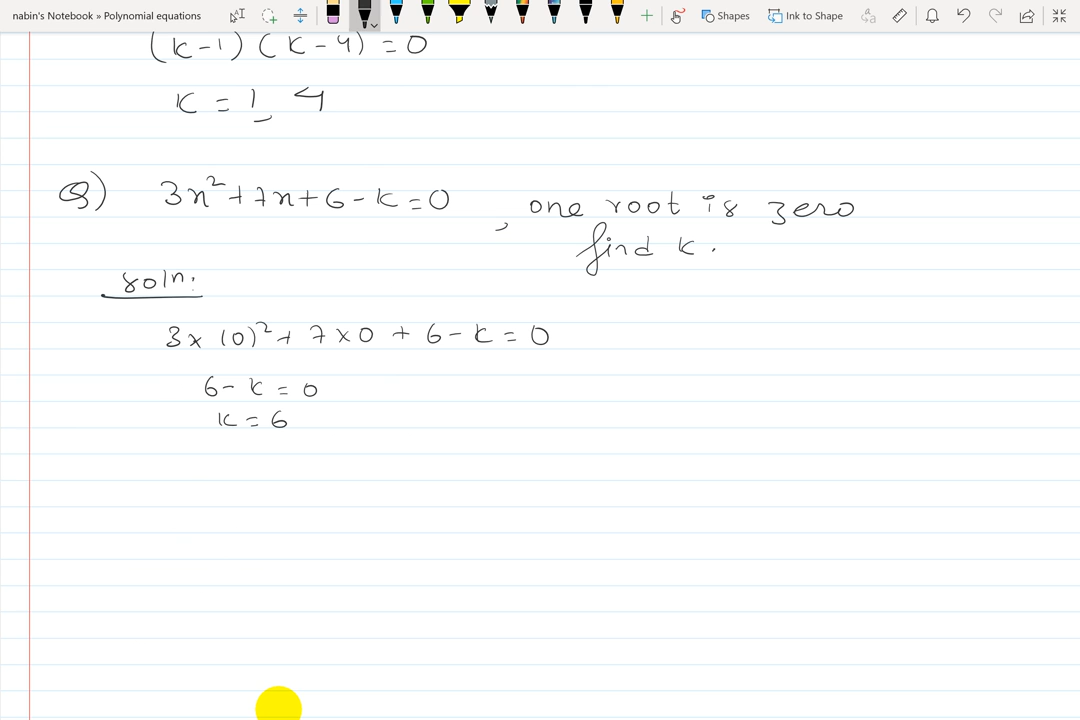 nabin's Notebook » Polynomial equations
Shapes
Ink to Shape
(k-1) (k-4) = 0
k = 1, 4
Q) 3x² + 7x + 6 - k = 0, one root is zero
find k.
soln:
3 x (0)² + 7 x 0 + 6 - k = 0
6 - k = 0
k = 6